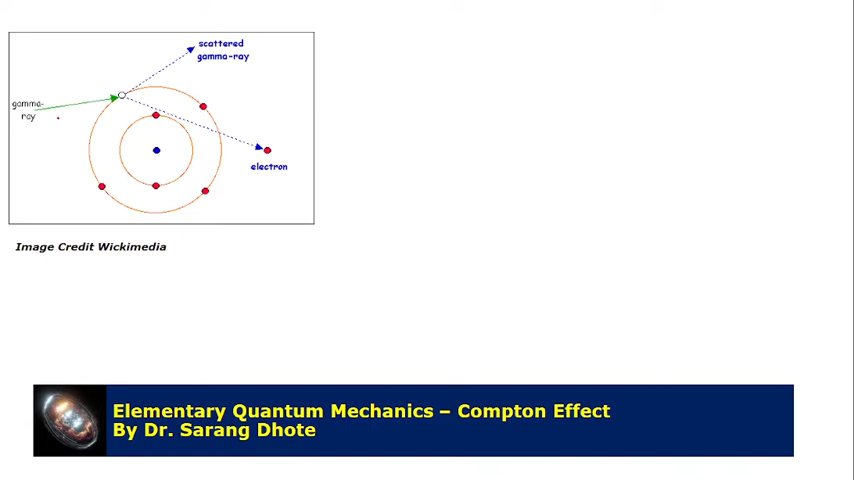 scattered
gamma-ray
gamma-
ray
electron
Image Credit Wickimedia
Elementary Quantum Mechanics – Compton Effect
By Dr. Sarang Dhote